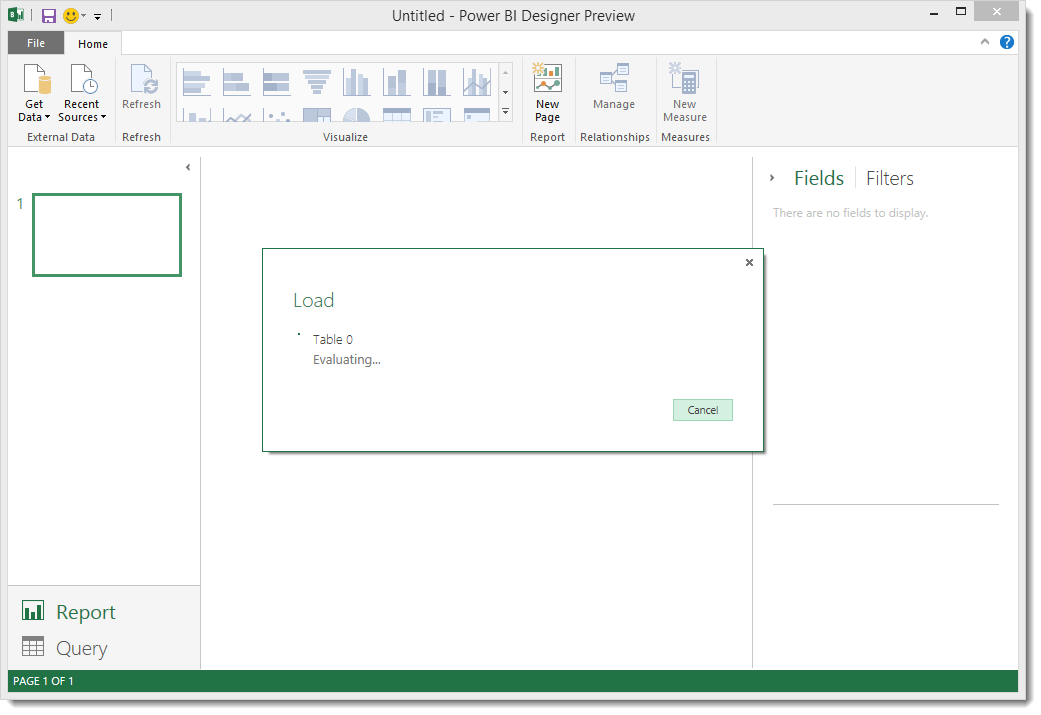 Untitled - Power BI Designer Preview
File Home
Get Data
Recent Sources
External Data
Refresh
Refresh
Visualize
New Page
Report
Manage
Relationships
New Measure
Measures
1
Fields Filters
There are no fields to display.
Load
Table 0
Evaluating...
Cancel
Report
Query
PAGE 1 OF 1